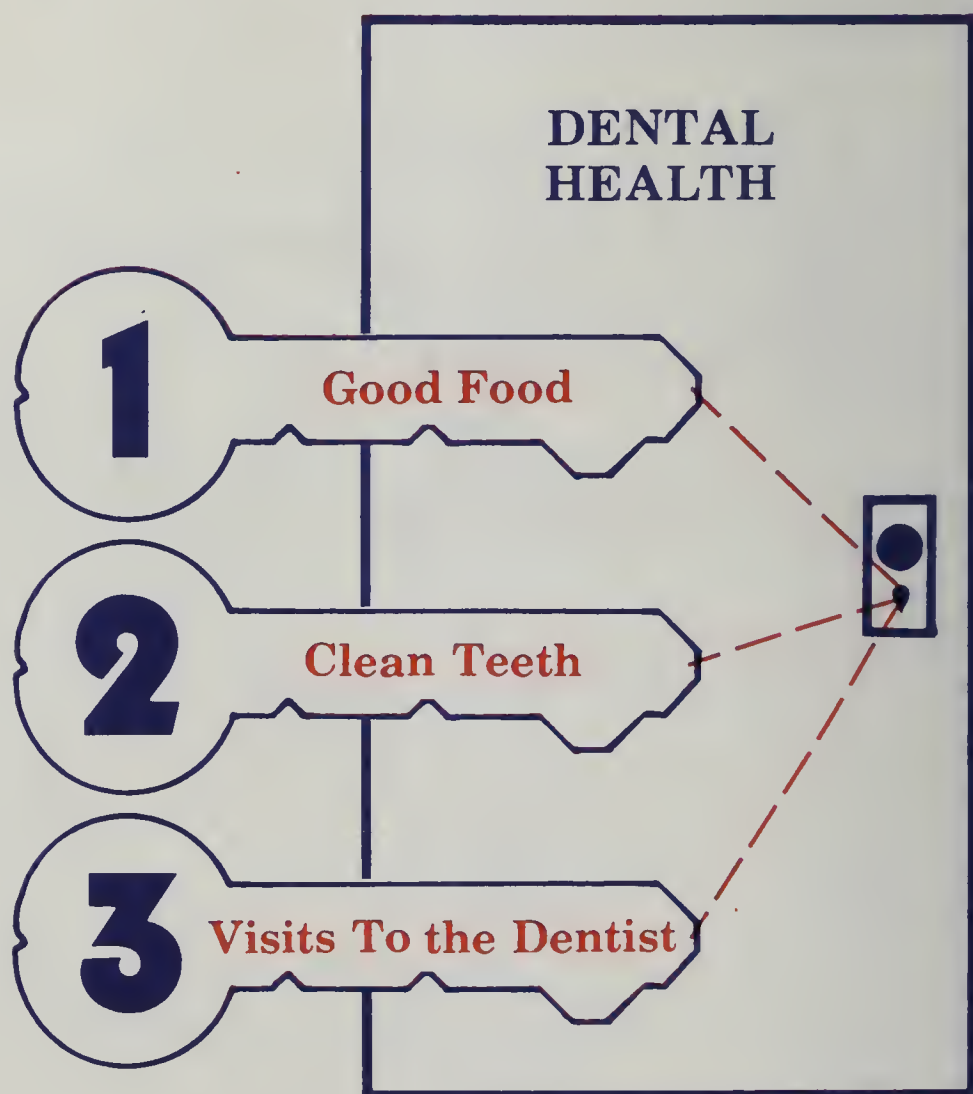 DENTAL
HEALTH
1
Good Food
2
Clean Teeth
3
Visits To the Dentist